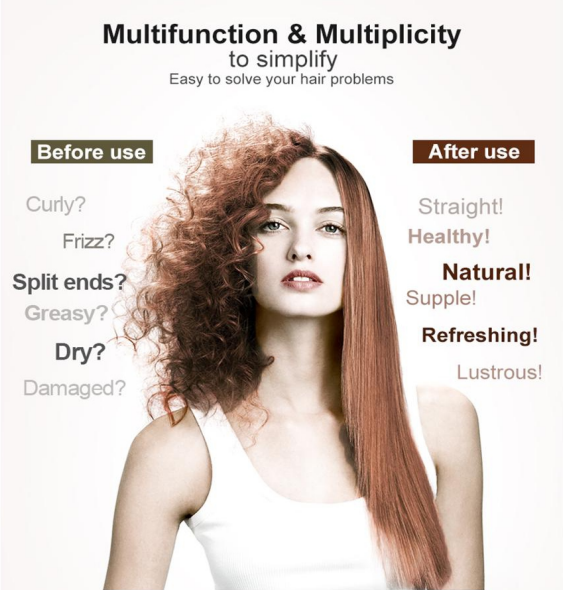 Multifunction & Multiplicity
to simplify
Easy to solve your hair problems
Before use
Curly?
Frizz?
Split ends?
Greasy?
Dry?
Damaged?
After use
Straight!
Healthy!
Natural!
Supple!
Refreshing!
Lustrous!